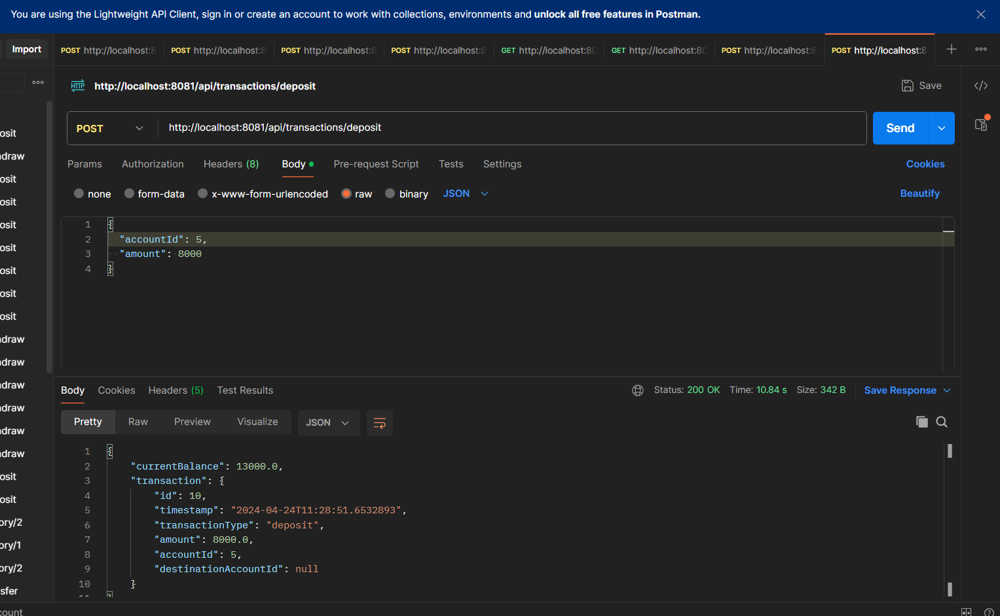 You are using the Lightweight API Client, sign in or create an account to work with collections, environments and unlock all free features in Postman.
Import
POST http://localhost:8
POST http://localhost:8
POST http://localhost:8
POST http://localhost:8
GET http://localhost:80
GET http://localhost:80
POST http://localhost:8
POST http://localhost:8
HTTP http://localhost:8081/api/transactions/deposit
Save
POST http://localhost:8081/api/transactions/deposit
Send
Params Authorization Headers (8) Body Pre-request Script Tests Settings Cookies
none form-data x-www-form-urlencoded raw binary JSON Beautify
1 {
2 "accountId": 5,
3 "amount": 8000
4 }
osit
draw
osit
osit
osit
osit
osit
osit
osit
draw
draw
draw
draw
draw
draw
osit
osit
ory/2
ory/1
ory/2
sfer
count
Body Cookies Headers (5) Test Results Status: 200 OK Time: 10.84 s Size: 342 B Save Response
Pretty Raw Preview Visualize JSON
1 {
2 "currentBalance": 13000.0,
3 "transaction": {
4 "id": 10,
5 "timestamp": "2024-04-24T11:28:51.6532893",
6 "transactionType": "deposit",
7 "amount": 8000.0,
8 "accountId": 5,
9 "destinationAccountId": null
10 }
11 }